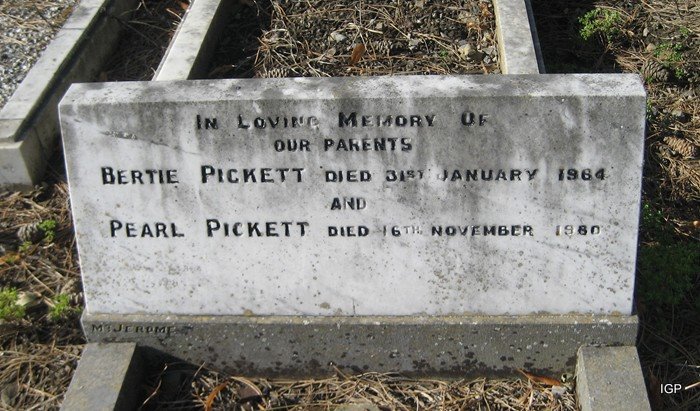 In Loving Memory Of
OUR PARENTS
BERTIE PICKETT DIED 31ST JANUARY 1964
AND
PEARL PICKETT DIED 16TH NOVEMBER
McJEROME
IGP